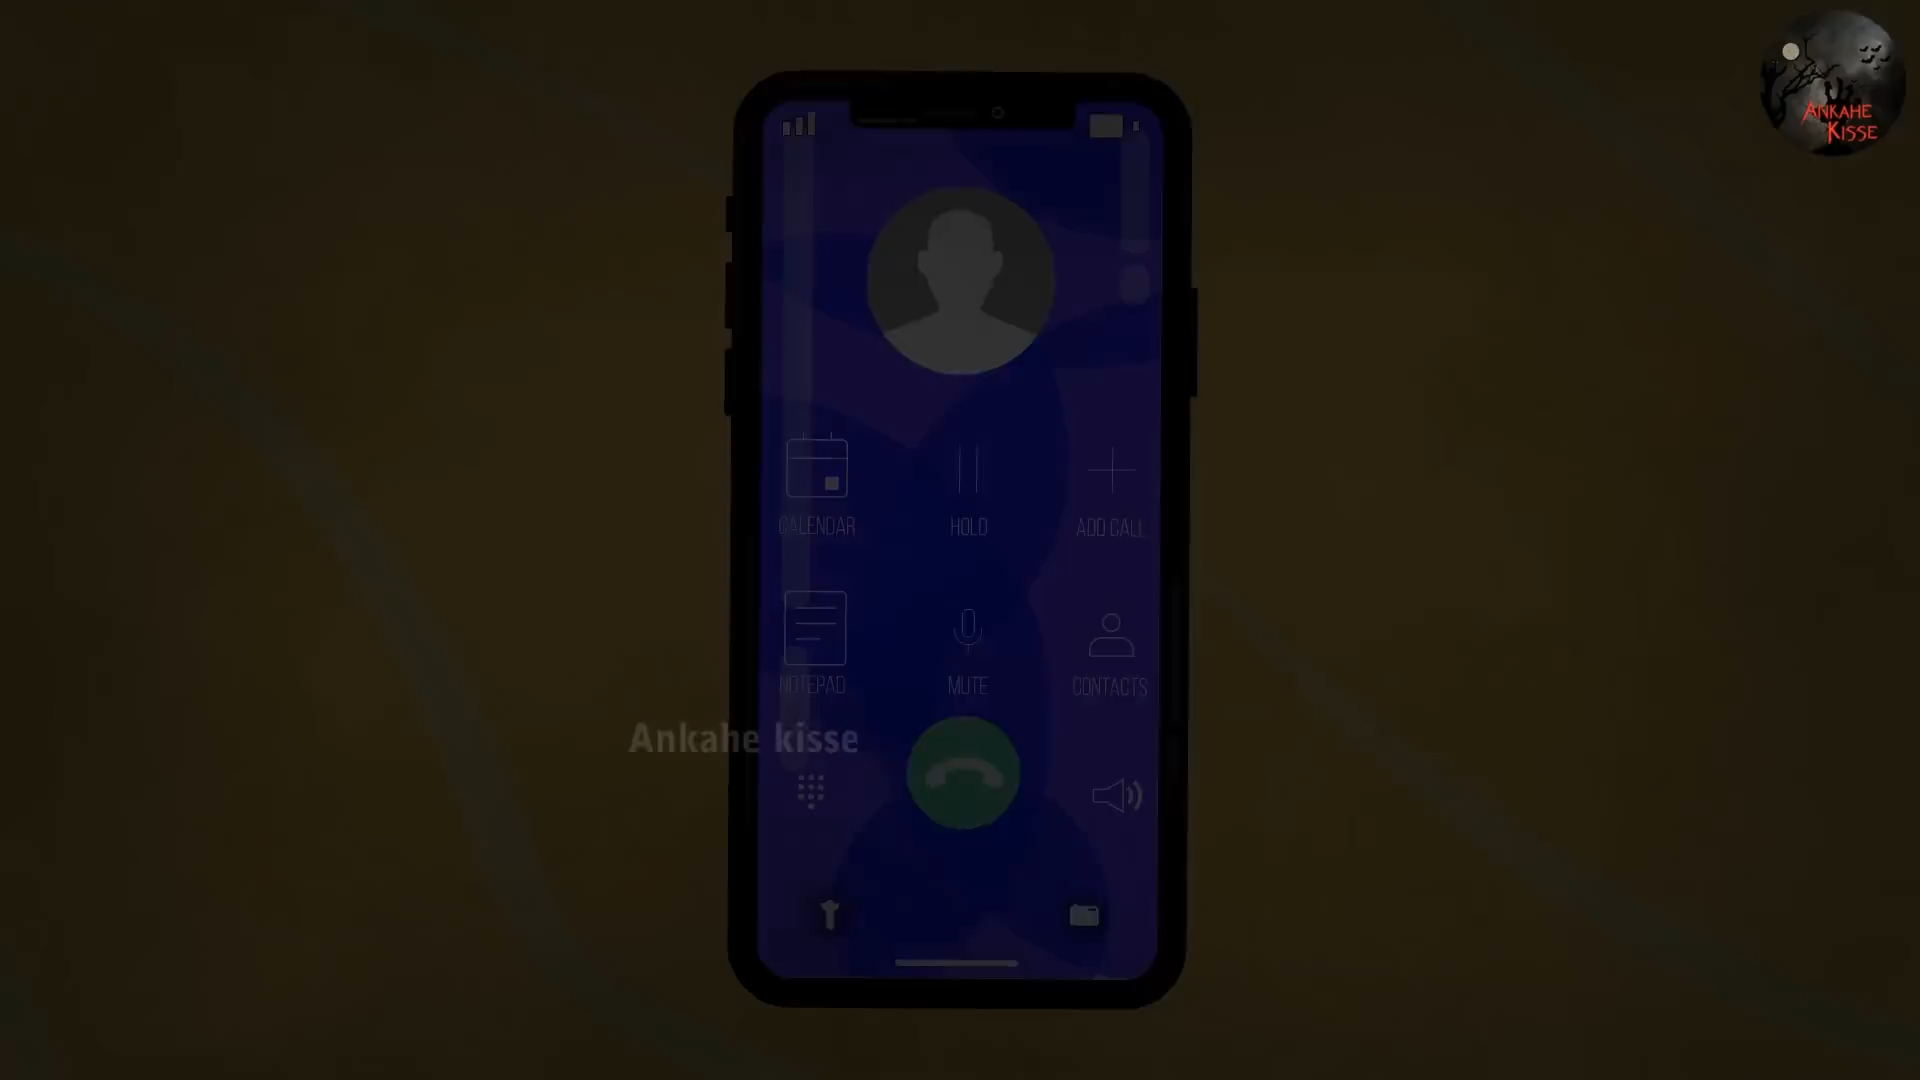 ANKAHE
KISSE
CALENDAR
HOLD
ADD CALL
NOTEPAD
MUTE
CONTACTS
Ankahe kisse